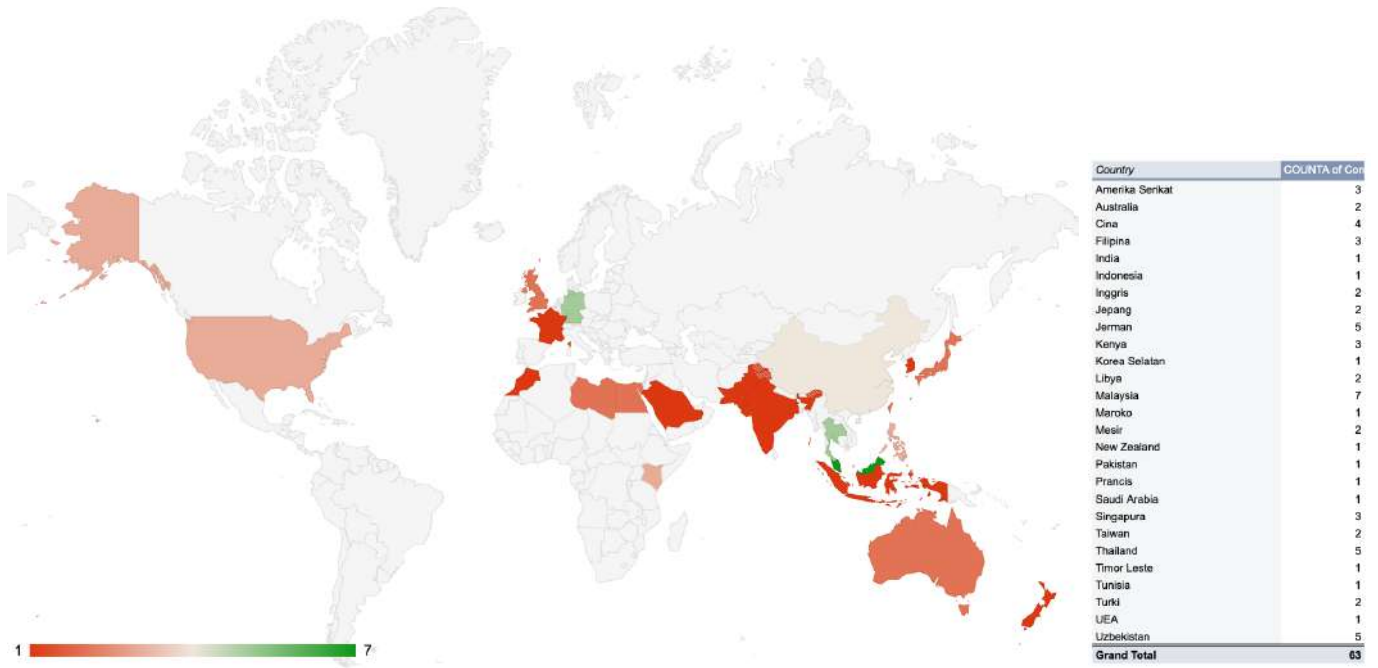 Country COUNTA of Con
Amerika Serikat 3
Australia 2
Cina 4
Filipina 3
India 1
Indonesia 1
Inggris 2
Jepang 2
Jerman 5
Kenya 3
Korea Selatan 1
Libya 2
Malaysia 7
Maroko 1
Mesir 2
New Zealand 1
Pakistan 1
Prancis 1
Saudi Arabia 1
Singapura 3
Taiwan 2
Thailand 5
Timor Leste 1
Tunisia 1
Turki 2
UEA 1
Uzbekistan 5
Grand Total 63
1 7